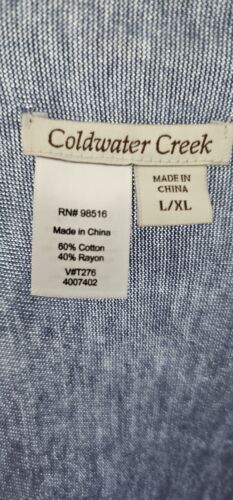 Coldwater Creek
MADE IN
CHINA
L/XL
RN# 98516
Made in China
60% Cotton
40% Rayon
V#T276
4007402